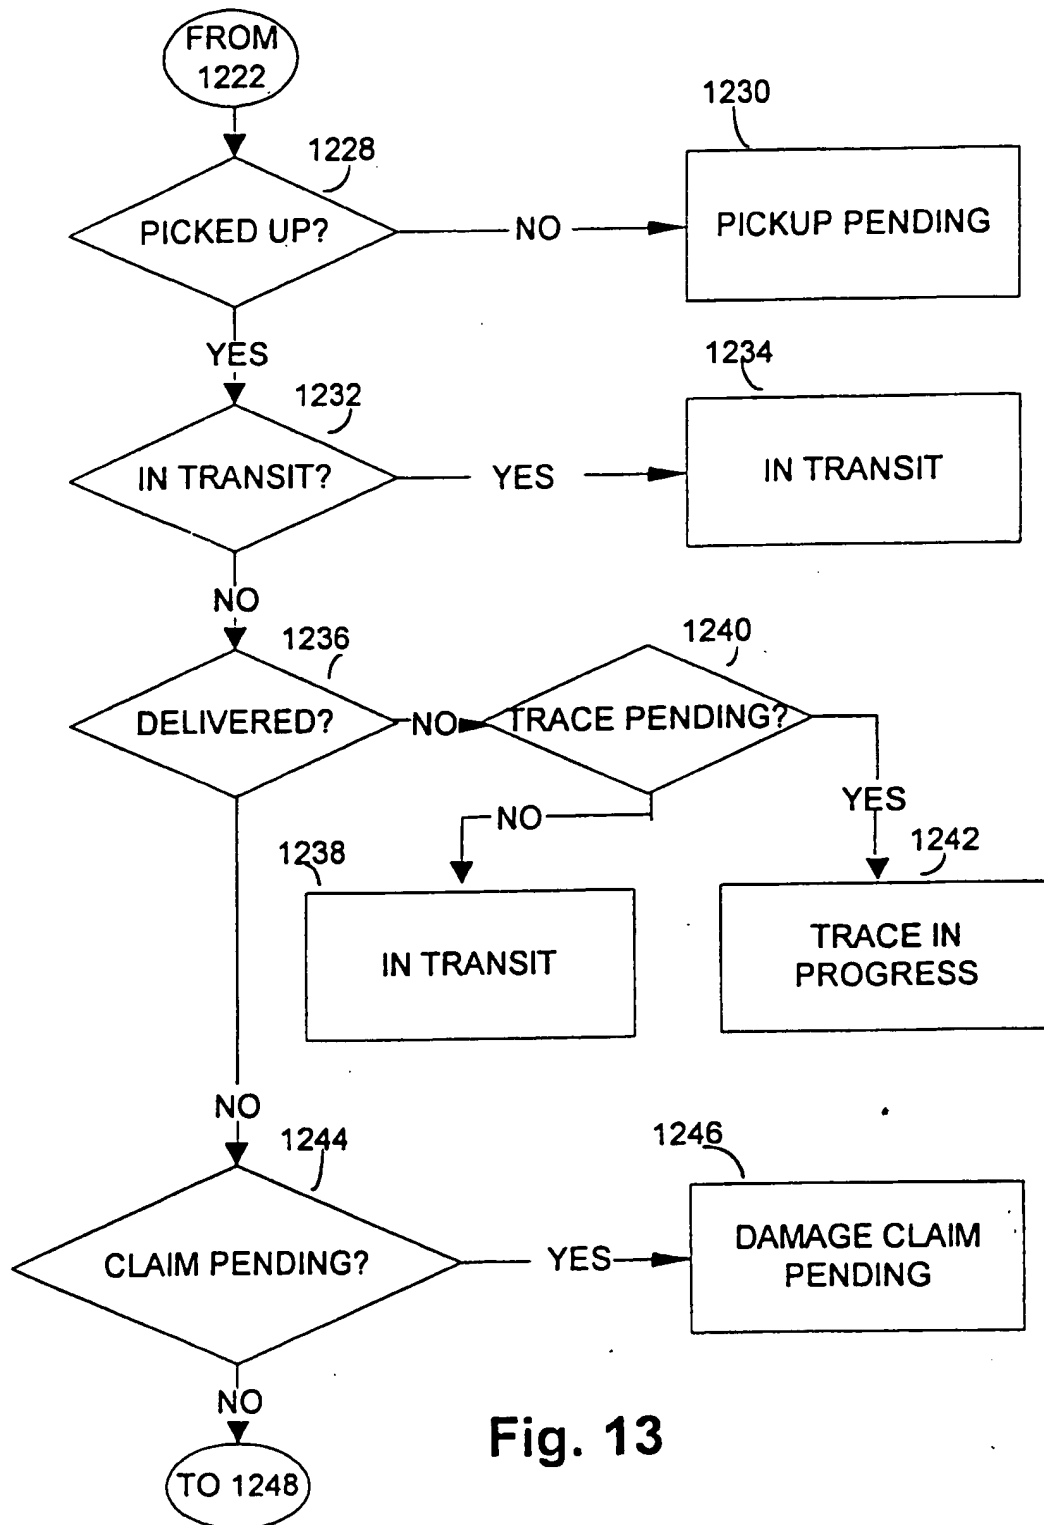 FROM
1222
1228
1230
PICKED UP?
NO
PICKUP PENDING
YES
1232
1234
IN TRANSIT?
YES
IN TRANSIT
NO
1236
1240
DELIVERED?
NO
TRACE PENDING?
NO
YES
1238
1242
IN TRANSIT
TRACE IN
PROGRESS
NO
1244
1246
CLAIM PENDING?
YES
DAMAGE CLAIM
PENDING
NO
TO 1248
Fig. 13